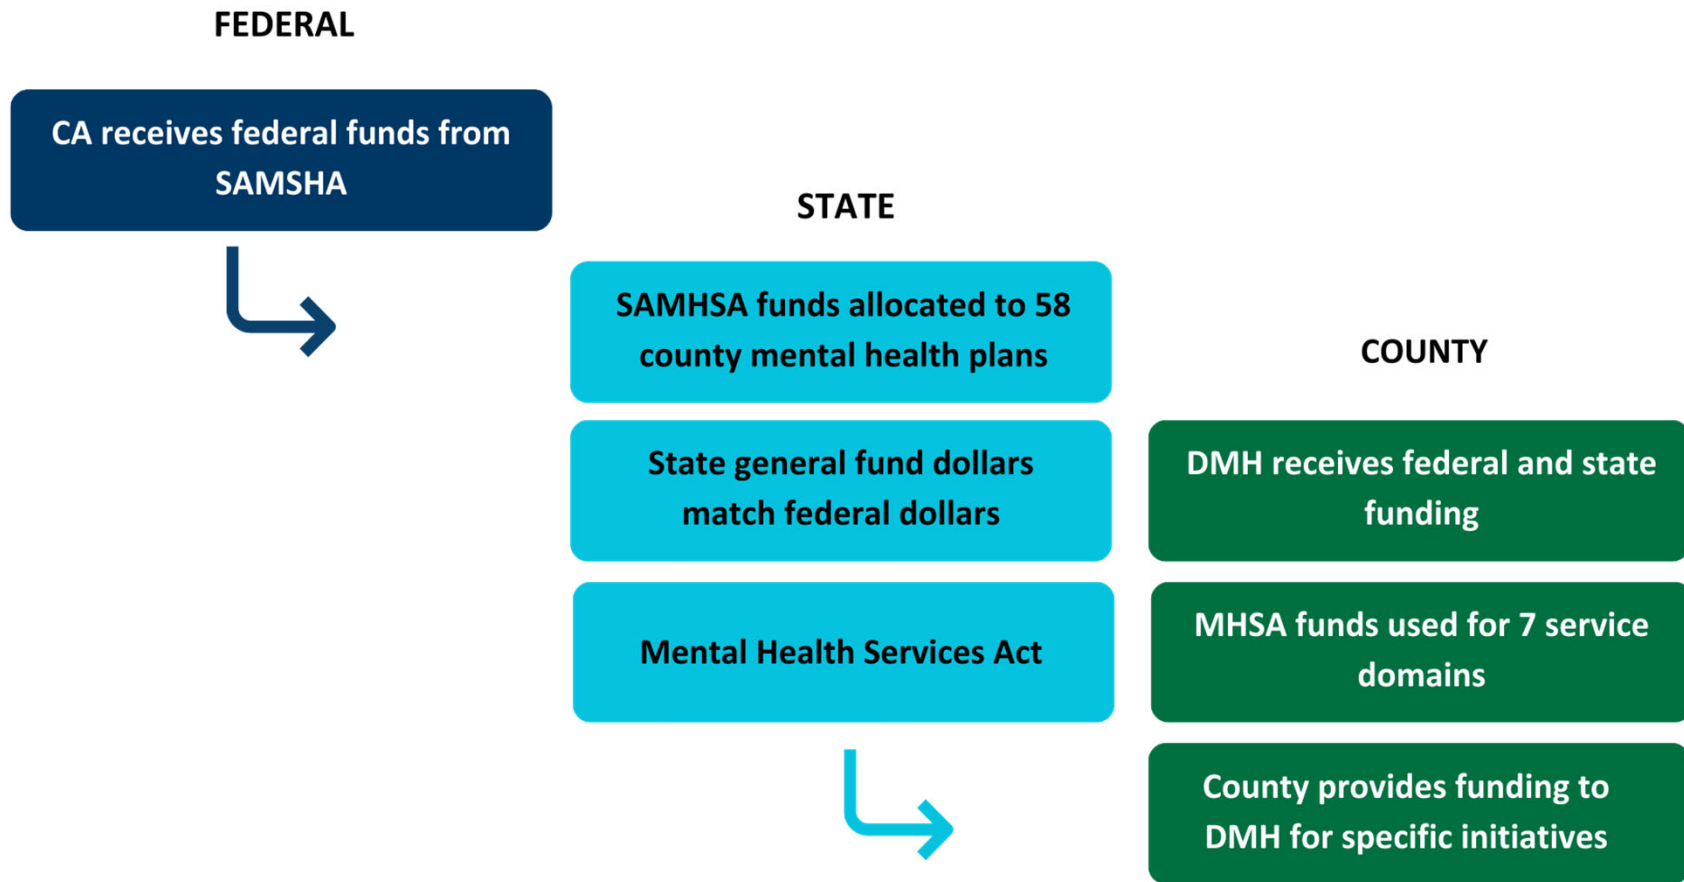 FEDERAL
CA receives federal funds from
SAMSHA
STATE
SAMHSA funds allocated to 58
county mental health plans
State general fund dollars
match federal dollars
Mental Health Services Act
COUNTY
DMH receives federal and state
funding
MHSA funds used for 7 service
domains
County provides funding to
DMH for specific initiatives